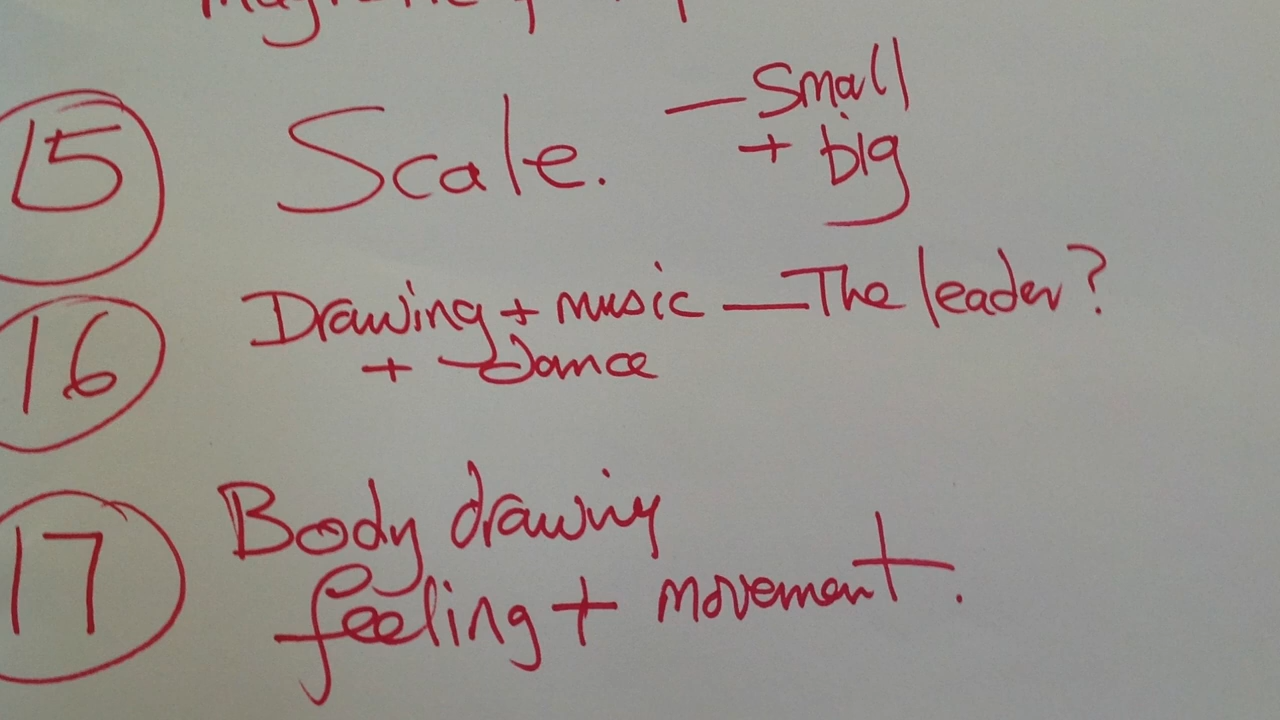 15 Scale. — Small
+ big
16 Drawing + music — The leader?
+ dance
17 Body drawing
feeling + movement.